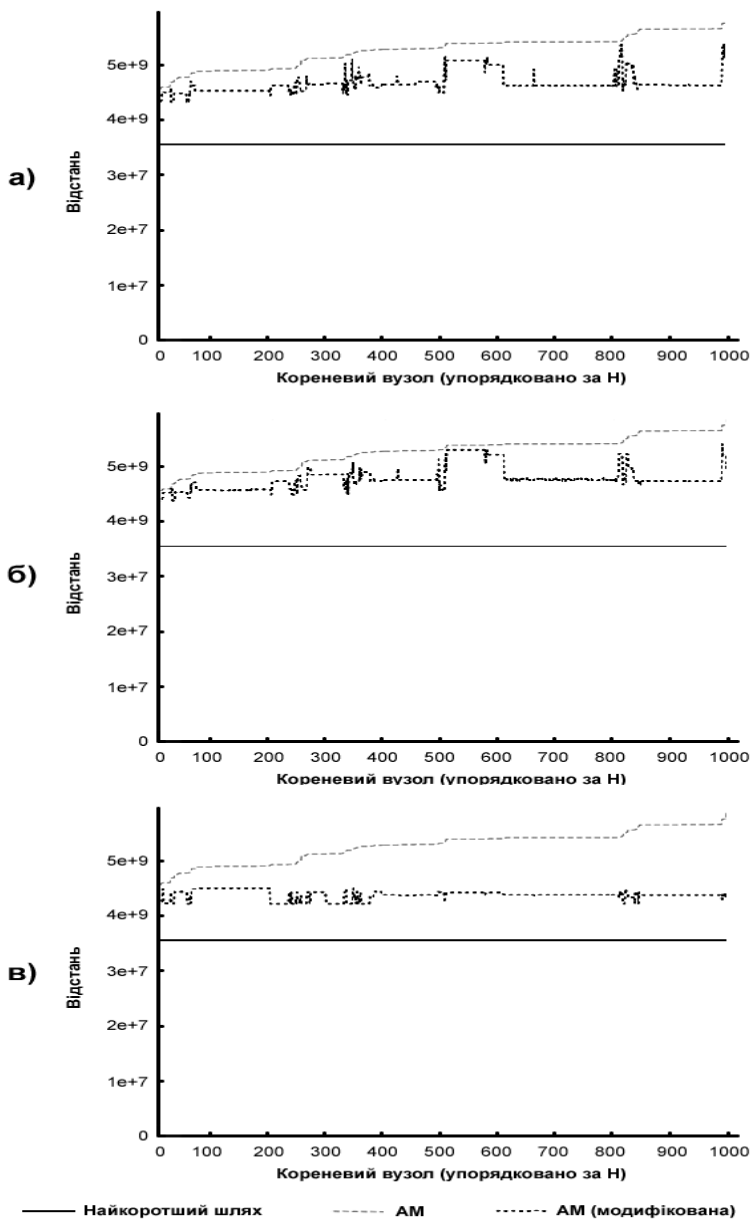 5e+9
4e+9
а)
Відстань
3e+7
2e+7
1e+7
0
0 100 200 300 400 500 600 700 800 900 1000
Кореневий вузол (упорядковано за Н)
5e+9
4e+9
б)
Відстань
3e+7
2e+7
1e+7
0
0 100 200 300 400 500 600 700 800 900 1000
Кореневий вузол (упорядковано за Н)
5e+9
4e+9
в)
Відстань
3e+7
2e+7
1e+7
0
0 100 200 300 400 500 600 700 800 900 1000
Кореневий вузол (упорядковано за Н)
Найкоротший шлях АМ АМ (модифікована)